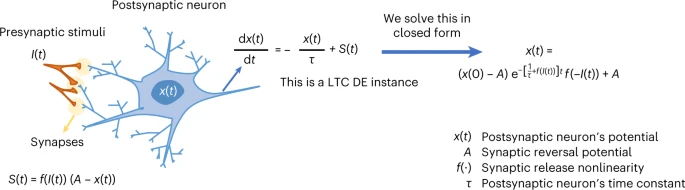 Postsynaptic neuron
Presynaptic stimuli
I(t)
x(t)
Synapses
S(t) = f(I(t)) (A – x(t))
dx(t)/dt = – x(t)/τ + S(t)
This is a LTC DE instance
We solve this in
closed form
x(t) =
(x(0) – A) e^–[1/τ+f(I(t))]t f(–I(t)) + A
x(t) Postsynaptic neuron's potential
A Synaptic reversal potential
f(·) Synaptic release nonlinearity
τ Postsynaptic neuron's time constant